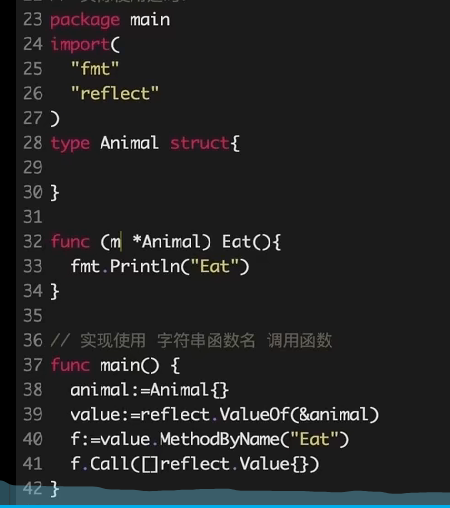 23 package main
24 import(
25 "fmt"
26 "reflect"
27 )
28 type Animal struct{
29
30 }
31
32 func (m *Animal) Eat(){
33 fmt.Println("Eat")
34 }
35
36 // 实现使用 字符串函数名 调用函数
37 func main() {
38 animal:=Animal{}
39 value:=reflect.ValueOf(&animal)
40 f:=value.MethodByName("Eat")
41 f.Call([]reflect.Value{})
42 }